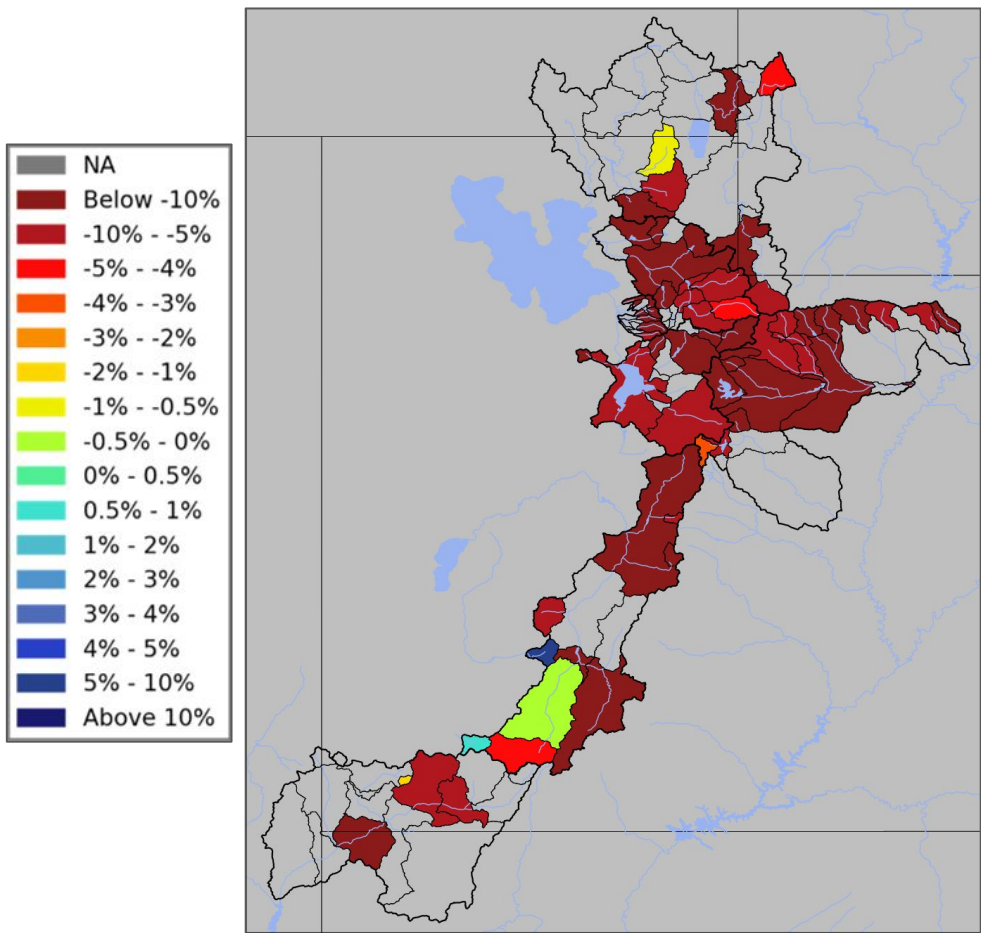 NA
Below -10%
-10% - -5%
-5% - -4%
-4% - -3%
-3% - -2%
-2% - -1%
-1% - -0.5%
-0.5% - 0%
0% - 0.5%
0.5% - 1%
1% - 2%
2% - 3%
3% - 4%
4% - 5%
5% - 10%
Above 10%